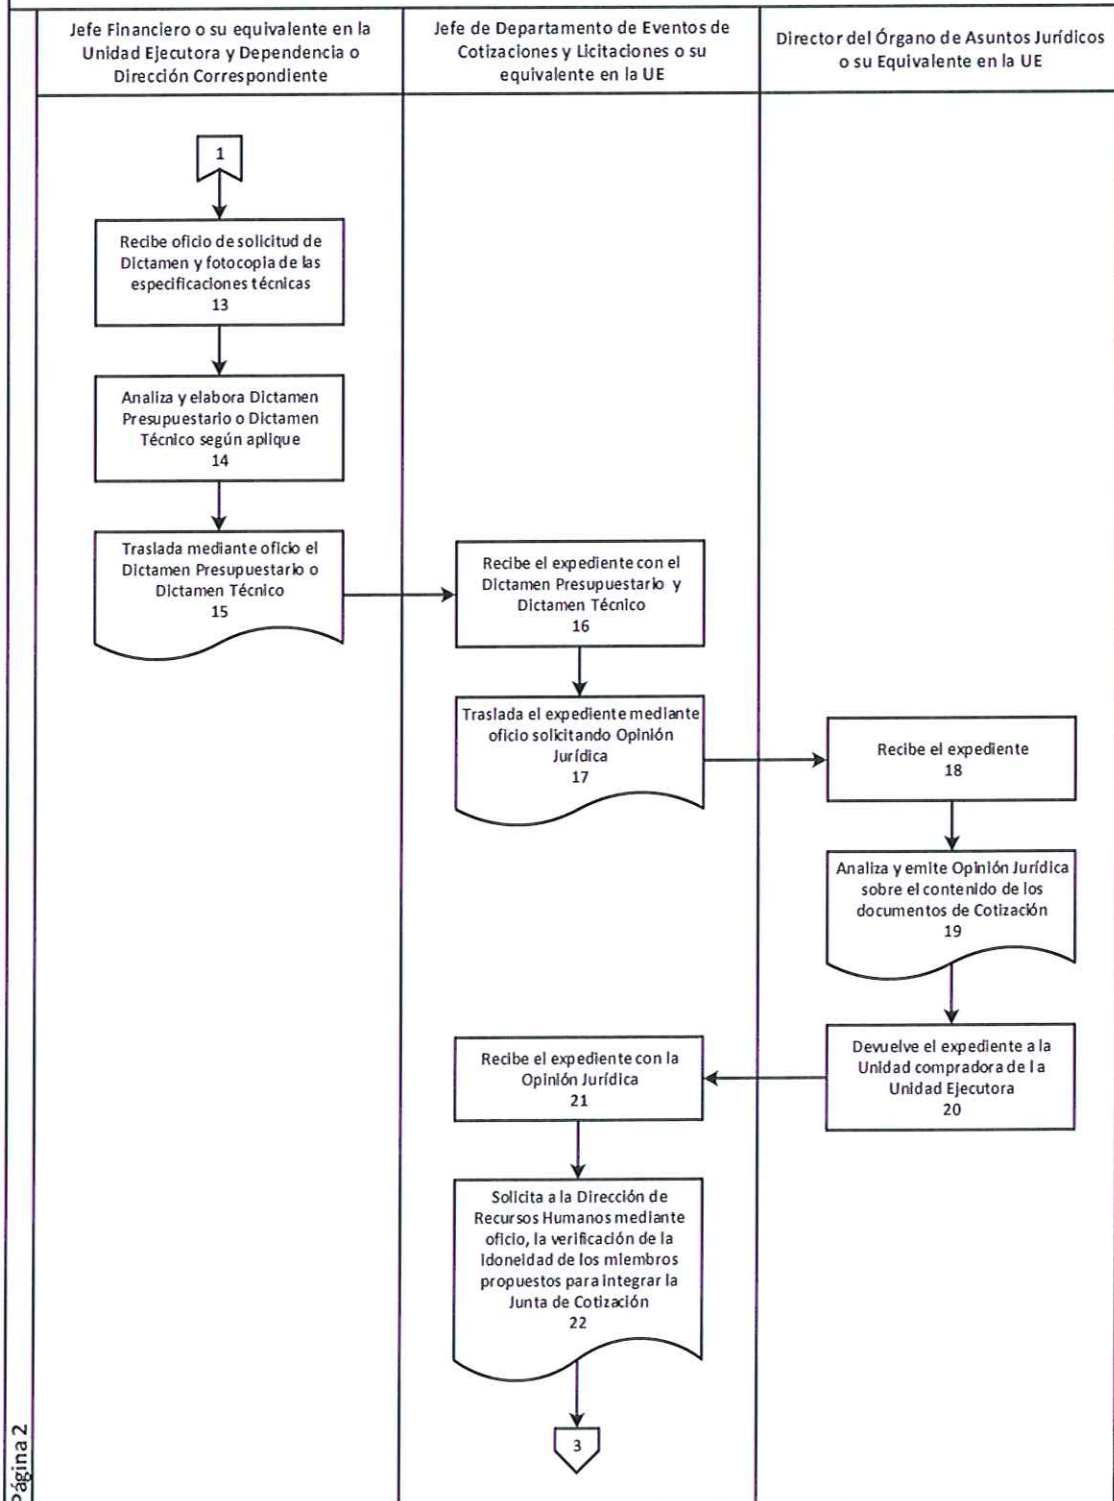 Jefe Financiero o su equivalente en la
Unidad Ejecutora y Dependencia o
Dirección Correspondiente
Jefe de Departamento de Eventos de
Cotizaciones y Licitaciones o su
equivalente en la UE
Director del Órgano de Asuntos Jurídicos
o su Equivalente en la UE
1
Recibe oficio de solicitud de
Dictamen y fotocopia de las
especificaciones técnicas
13
Analiza y elabora Dictamen
Presupuestario o Dictamen
Técnico según aplique
14
Traslada mediante oficio el
Dictamen Presupuestario o
Dictamen Técnico
15
Recibe el expediente con el
Dictamen Presupuestario y
Dictamen Técnico
16
Traslada el expediente mediante
oficio solicitando Opinión
Jurídica
17
Recibe el expediente
18
Analiza y emite Opinión Jurídica
sobre el contenido de los
documentos de Cotización
19
Devuelve el expediente a la
Unidad compradora de la
Unidad Ejecutora
20
Recibe el expediente con la
Opinión Jurídica
21
Solicita a la Dirección de
Recursos Humanos mediante
oficio, la verificación de la
idoneidad de los miembros
propuestos para integrar la
Junta de Cotización
22
3
Página 2